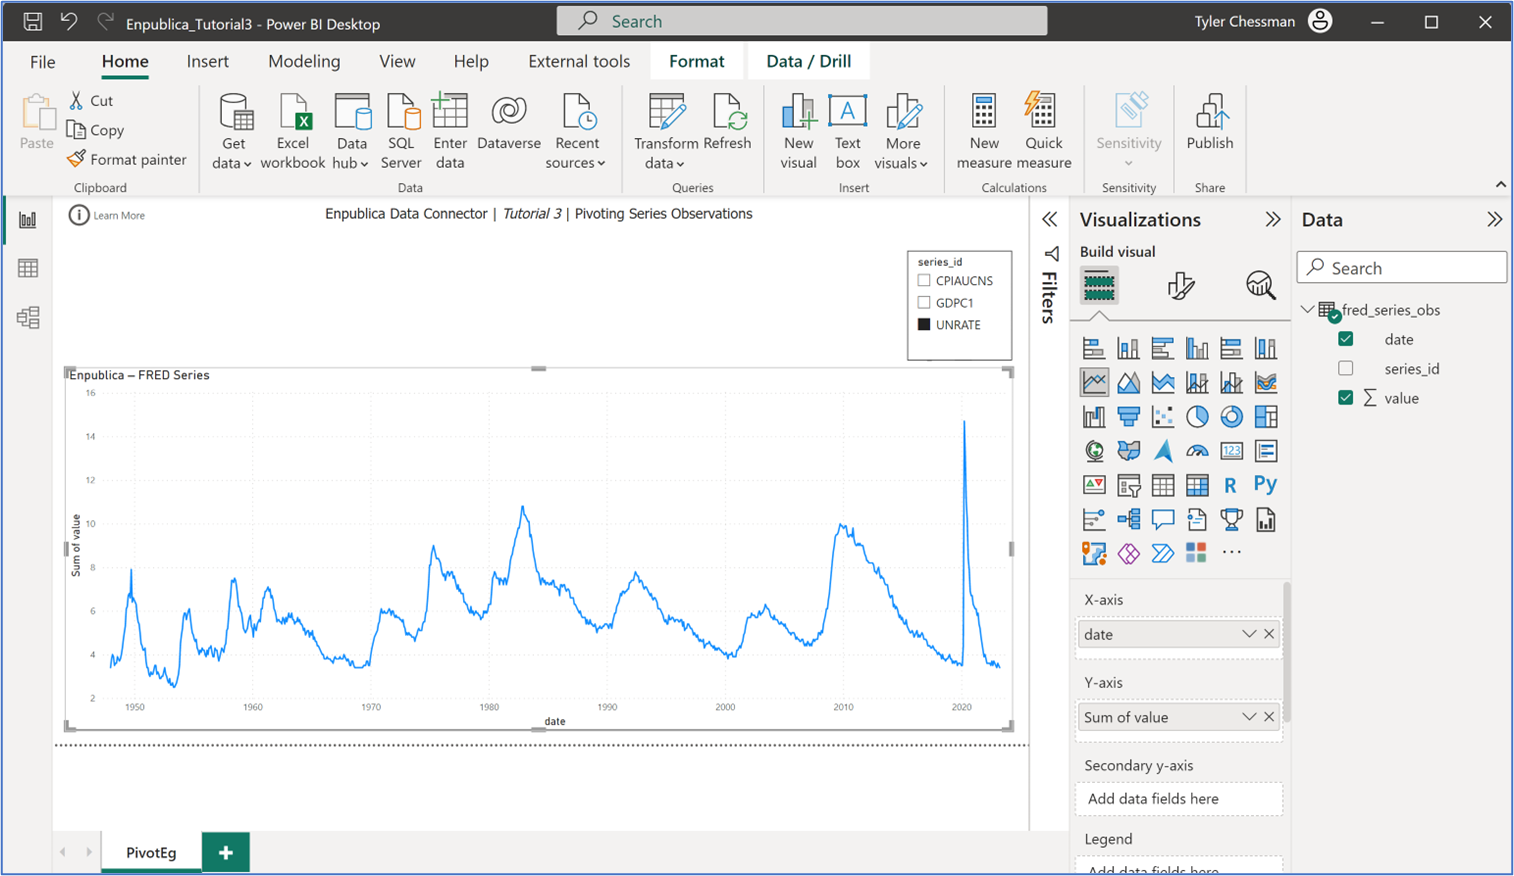 Enpublica_Tutorial3 - Power BI Desktop
Search
Tyler Chessman
File Home Insert Modeling View Help External tools Format Data / Drill
Paste
Cut
Copy
Format painter
Clipboard
Get data
Excel workbook
Data hub
SQL Server
Enter data
Dataverse
Recent sources
Data
Transform data
Refresh
Queries
New visual
Text box
More visuals
Insert
New measure
Quick measure
Calculations
Sensitivity
Sensitivity
Publish
Share
Learn More
Enpublica Data Connector | Tutorial 3 | Pivoting Series Observations
series_id
CPIAUCNS
GDPC1
UNRATE
Enpublica – FRED Series
Sum of value
16
14
12
10
8
6
4
2
1950 1960 1970 1980 1990 2000 2010 2020
date
PivotEg
Filters
Visualizations
Build visual
123
R
Py
X-axis
date
Y-axis
Sum of value
Secondary y-axis
Add data fields here
Legend
Add data fields here
Data
Search
fred_series_obs
date
series_id
∑ value